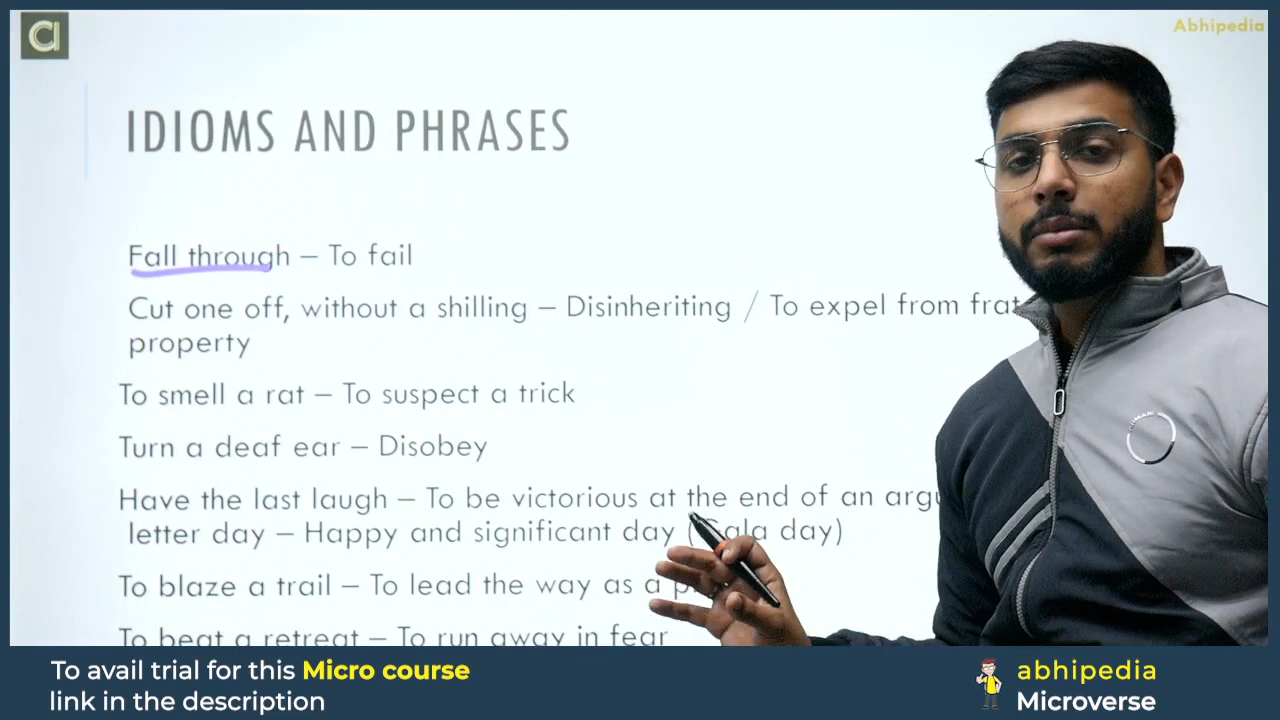 Abhipedia
IDIOMS AND PHRASES
Fall through – To fail
Cut one off, without a shilling – Disinheriting / To expel from
property
To smell a rat – To suspect a trick
Turn a deaf ear – Disobey
Have the last laugh – To be victorious at the end of an
letter day – Happy and significant day (Gala day)
To blaze a trail – To lead the way as a
To beat a retreat – To run away in fear
To avail trial for this Micro course
link in the description
abhipedia
Microverse